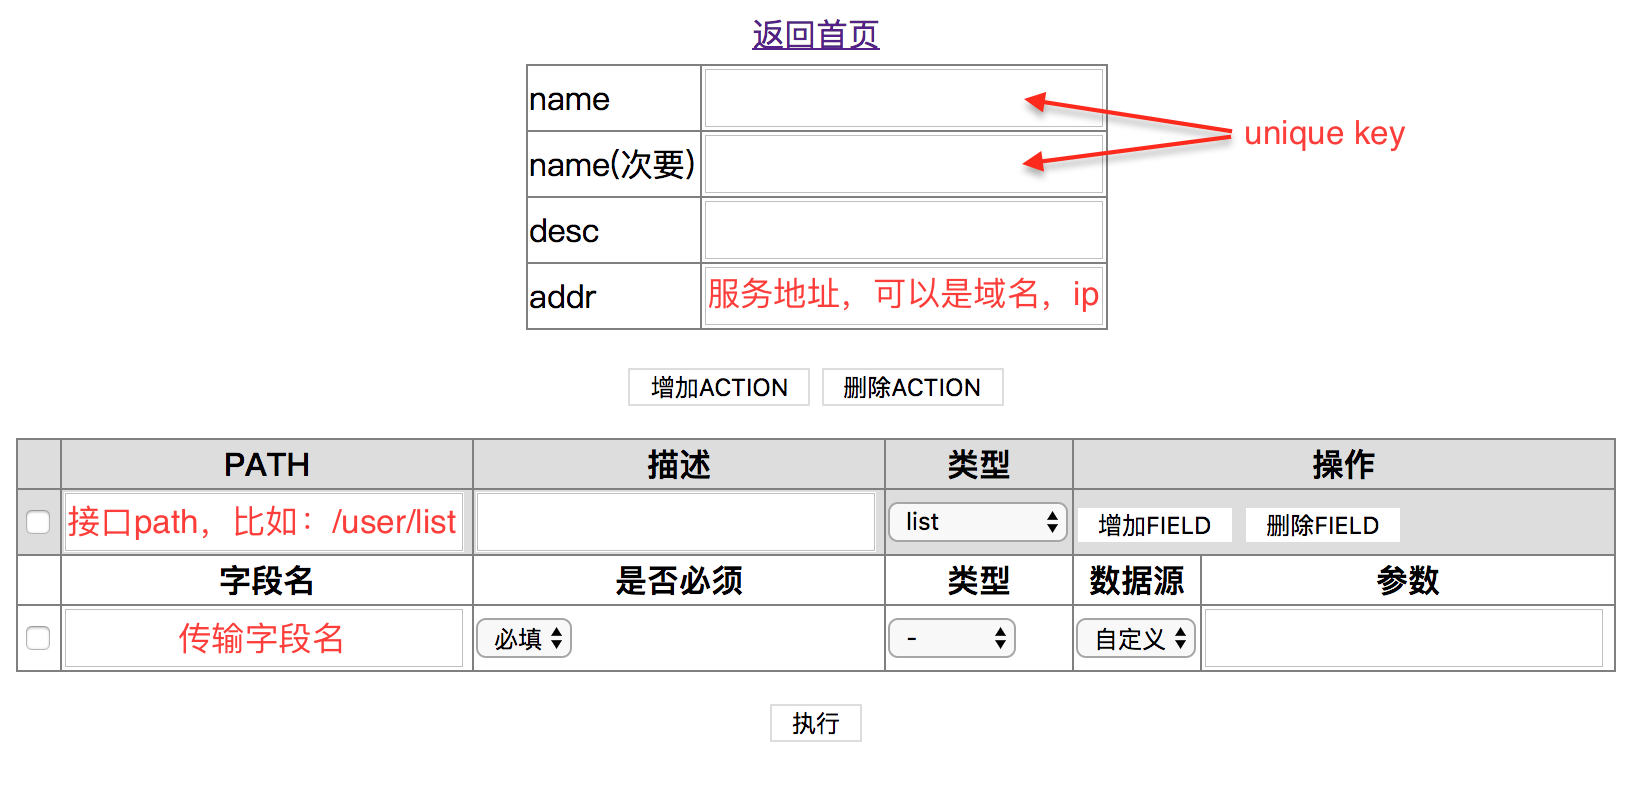 返回首页
name
unique key
name(次要)
desc
addr 服务地址，可以是域名，ip
增加ACTION 删除ACTION
PATH 描述 类型 操作
接口path，比如：/user/list list 增加FIELD 删除FIELD
字段名 是否必须 类型 数据源 参数
传输字段名 必填 - 自定义
执行